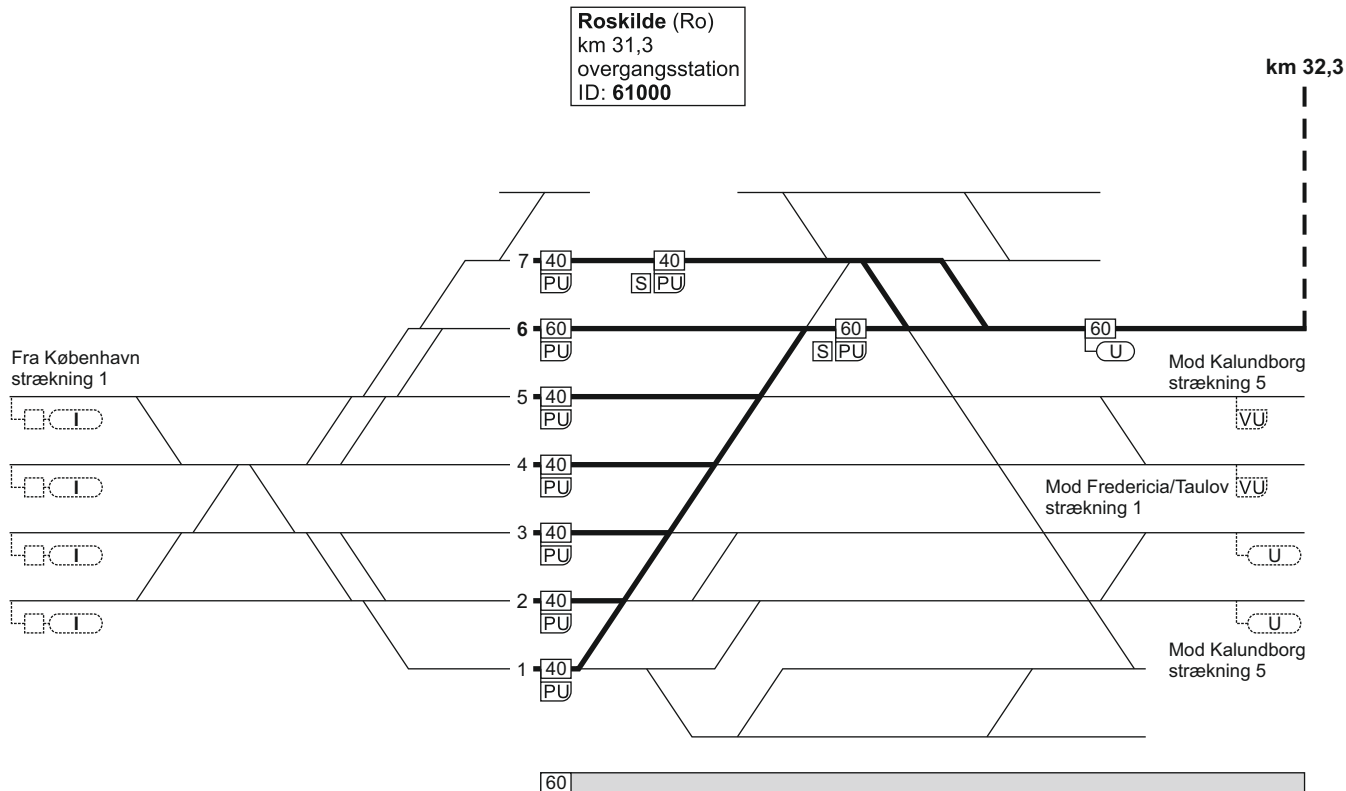 Roskilde (Ro)
km 31,3
overgangsstation
ID: 61000
km 32,3
7 40 40
PU S PU
6 60 60 60
PU S PU U
Fra København
strækning 1
Mod Kalundborg
strækning 5
5 40
I PU VU
4 40
I PU VU
Mod Fredericia/Taulov
strækning 1
3 40
I PU U
2 40
I PU U
Mod Kalundborg
strækning 5
1 40
PU
60